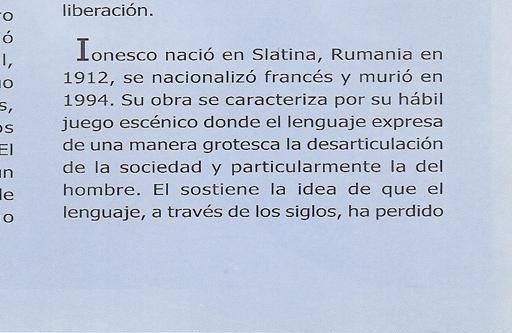 liberación.
ro
ó
Ionesco nació en Slatina, Rumania en
l,
1912, se nacionalizó francés y murió en
1994. Su obra se caracteriza por su hábil
s,
juego escénico donde el lenguaje expresa
os
de una manera grotesca la desarticulación
El
de la sociedad y particularmente la del
un
hombre. El sostiene la idea de que el
de
lenguaje, a través de los siglos, ha perdido
o